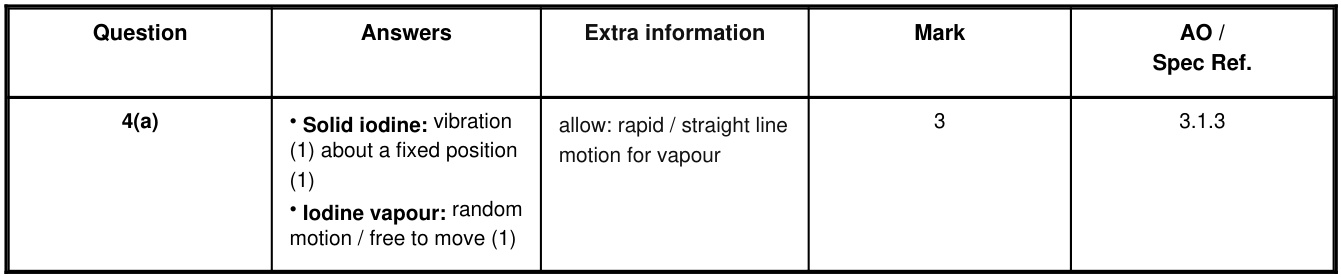 Question Answers Extra information Mark AO /
Spec Ref.
4(a)
• Solid iodine: vibration
(1) about a fixed position
(1)
• Iodine vapour: random
motion / free to move (1)
allow: rapid / straight line
motion for vapour
3
3.1.3